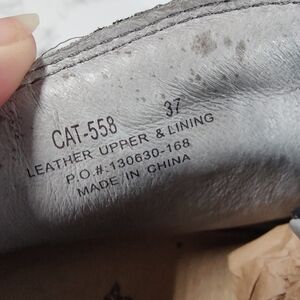 CAT-558 37
LEATHER UPPER & LINING
P.O.#:130630-168
MADE IN CHINA